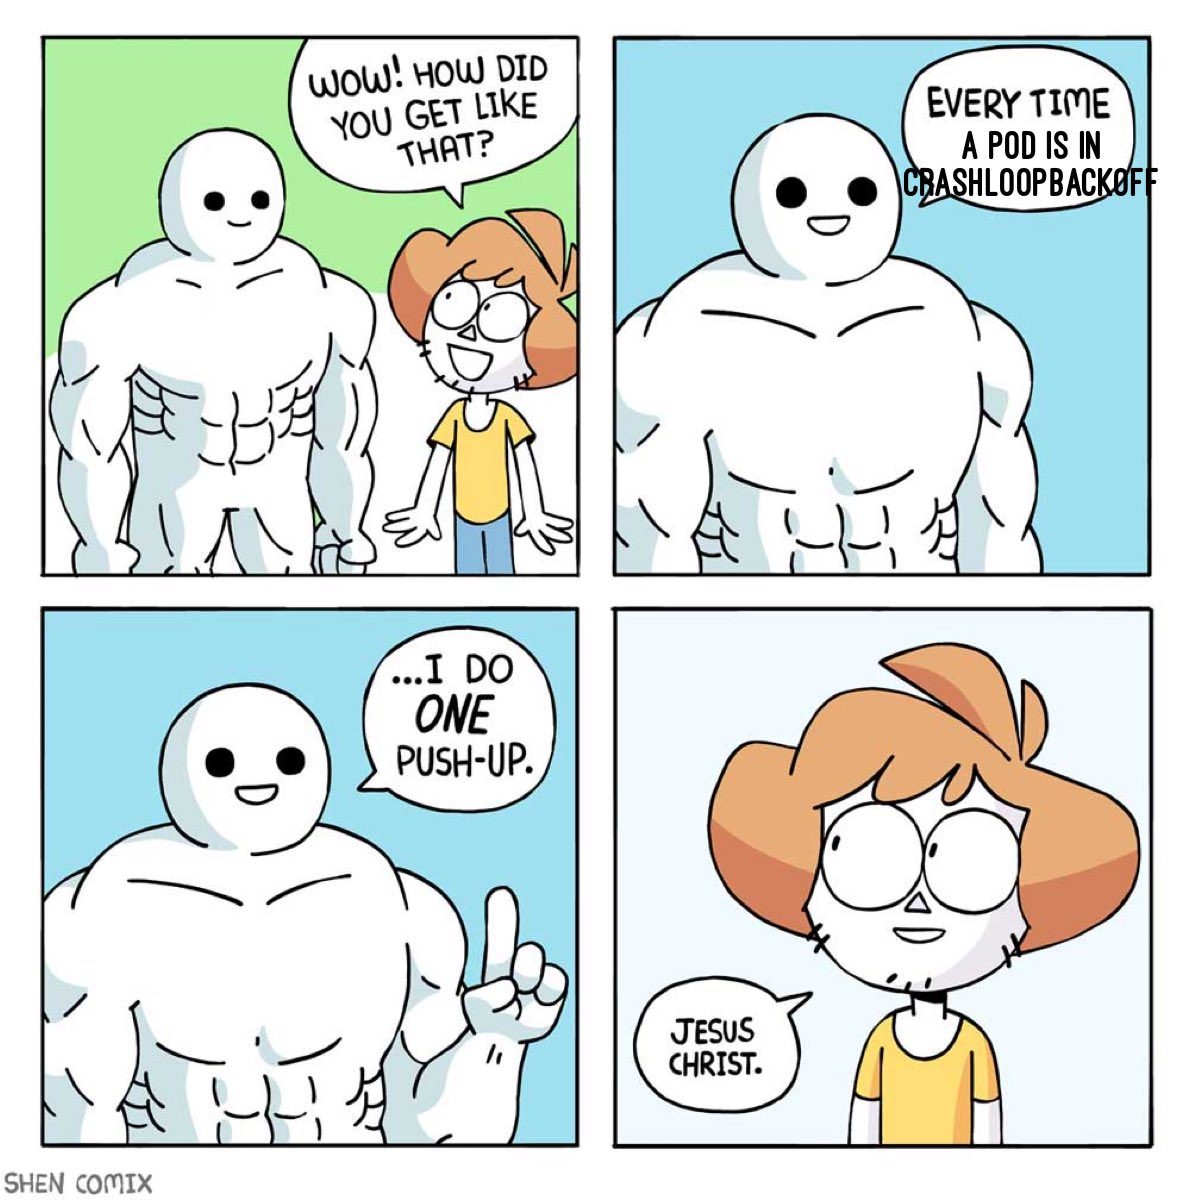 WOW! HOW DID
YOU GET LIKE
THAT?
EVERY TIME
A POD IS IN
CRASHLOOPBACKOFF
...I DO
ONE
PUSH-UP.
JESUS
CHRIST.
SHEN COMIX